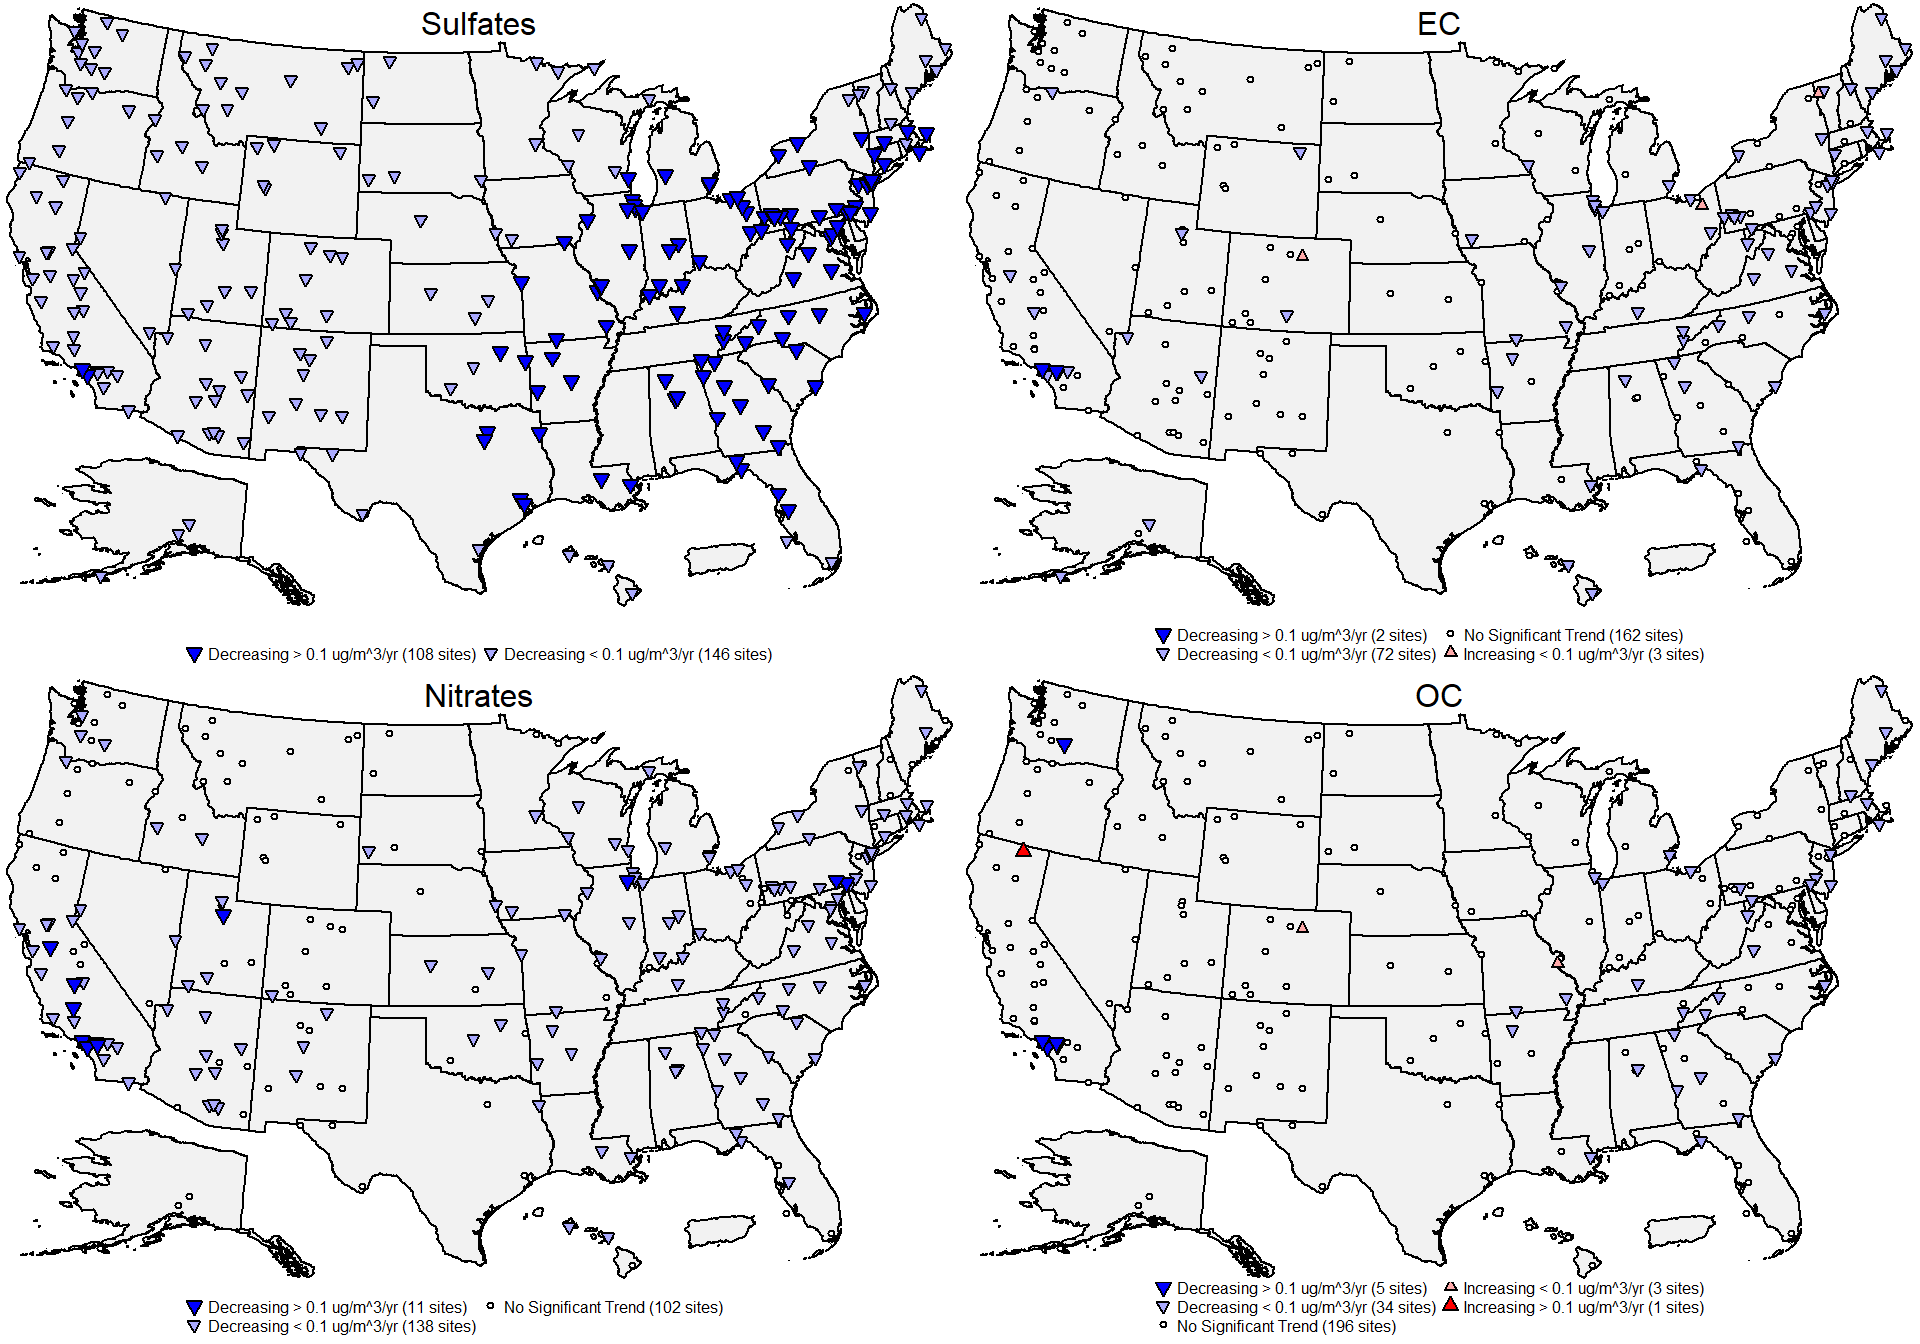 Sulfates
Decreasing > 0.1 ug/m^3/yr (108 sites) Decreasing < 0.1 ug/m^3/yr (146 sites)
EC
Decreasing > 0.1 ug/m^3/yr (2 sites) No Significant Trend (162 sites)
Decreasing < 0.1 ug/m^3/yr (72 sites) Increasing < 0.1 ug/m^3/yr (3 sites)
Nitrates
Decreasing > 0.1 ug/m^3/yr (11 sites) No Significant Trend (102 sites)
Decreasing < 0.1 ug/m^3/yr (138 sites)
OC
Decreasing > 0.1 ug/m^3/yr (5 sites) Increasing < 0.1 ug/m^3/yr (3 sites)
Decreasing < 0.1 ug/m^3/yr (34 sites) Increasing > 0.1 ug/m^3/yr (1 sites)
No Significant Trend (196 sites)